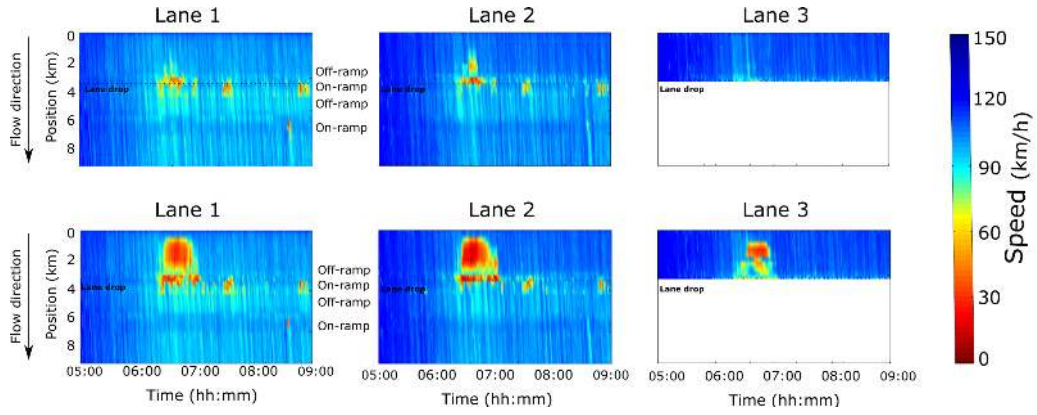 Lane 1
Lane 2
Lane 3
Flow direction
Position (km)
0
2
4
6
8
Lane drop
Off-ramp
On-ramp
Off-ramp
On-ramp
Lane drop
Lane drop
Lane 1
Lane 2
Lane 3
Flow direction
Position (km)
0
2
4
6
8
Lane drop
Off-ramp
On-ramp
Off-ramp
On-ramp
Lane drop
Lane drop
05:00 06:00 07:00 08:00 09:00
05:00 06:00 07:00 08:00 09:00
05:00 06:00 07:00 08:00 09:00
Time (hh:mm)
Time (hh:mm)
Time (hh:mm)
150
120
90
60
30
0
Speed (km/h)